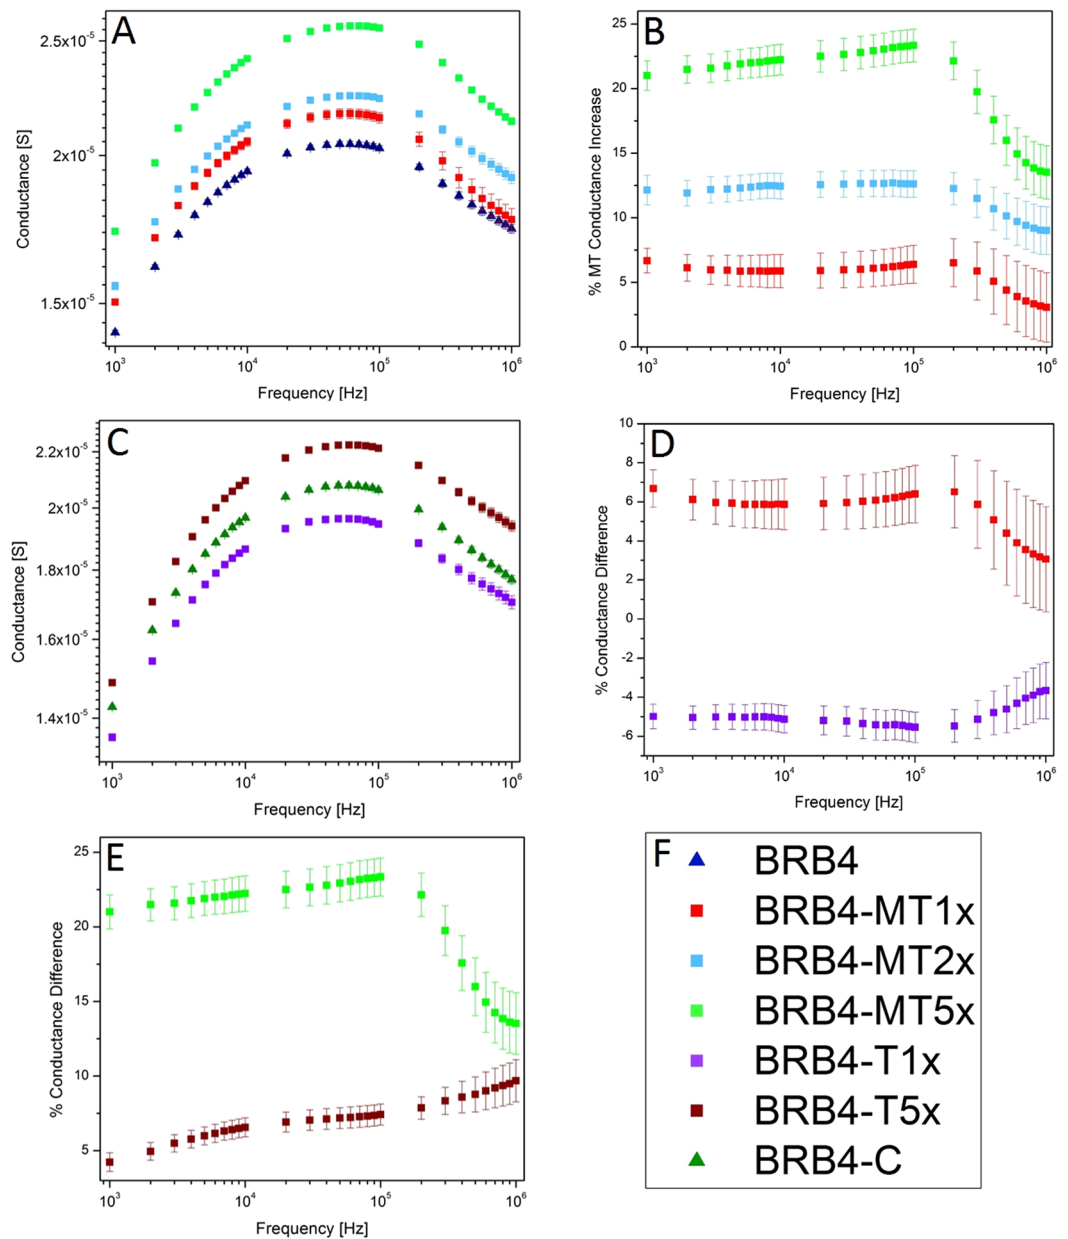 A
2.5x10⁻⁵
2x10⁻⁵
1.5x10⁻⁵
Conductance [S]
10³ 10⁴ 10⁵ 10⁶
Frequency [Hz]
B
25
20
15
10
5
0
% MT Conductance Increase
10³ 10⁴ 10⁵ 10⁶
Frequency [Hz]
C
2.2x10⁻⁵
2x10⁻⁵
1.8x10⁻⁵
1.6x10⁻⁵
1.4x10⁻⁵
Conductance [S]
10³ 10⁴ 10⁵ 10⁶
Frequency [Hz]
D
10
8
6
4
2
0
-2
-4
-6
% Conductance Difference
10³ 10⁴ 10⁵ 10⁶
Frequency [Hz]
E
25
20
15
10
5
% Conductance Difference
10³ 10⁴ 10⁵ 10⁶
Frequency [Hz]
F
BRB4
BRB4-MT1x
BRB4-MT2x
BRB4-MT5x
BRB4-T1x
BRB4-T5x
BRB4-C